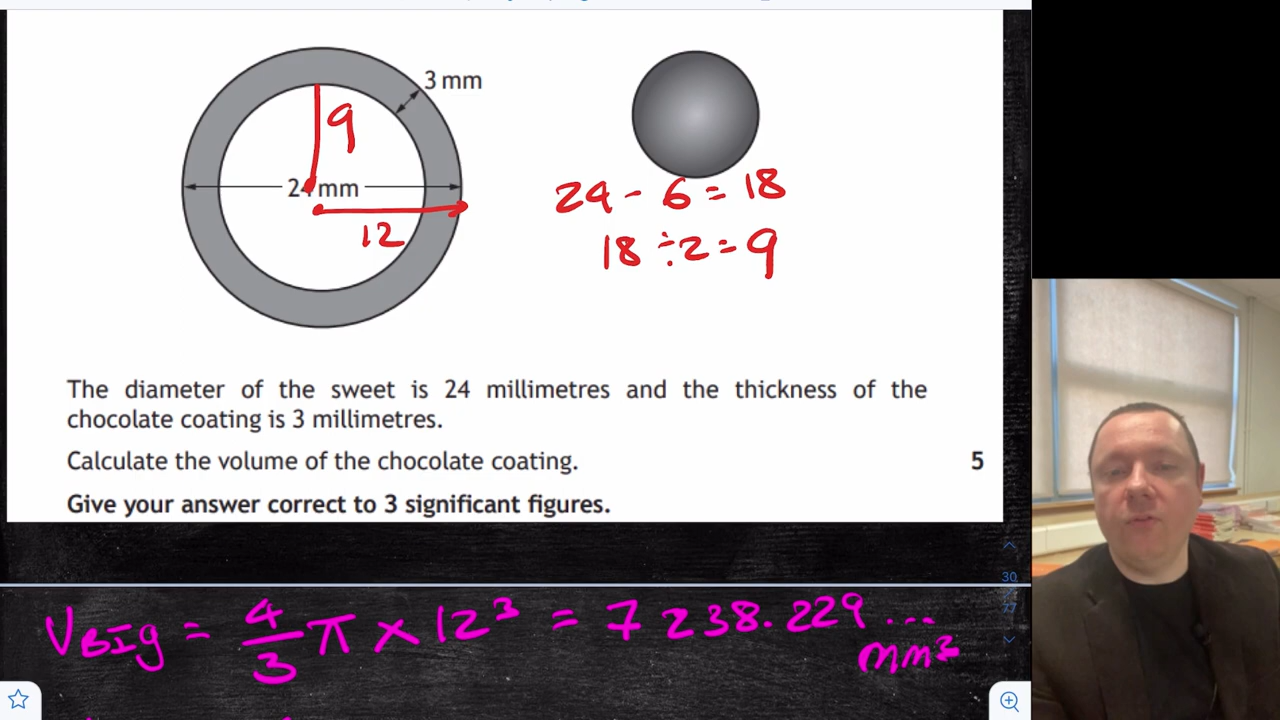 3 mm
9
24 mm
12
24 - 6 = 18
18 ÷ 2 = 9
The diameter of the sweet is 24 millimetres and the thickness of the
chocolate coating is 3 millimetres.
Calculate the volume of the chocolate coating. 5
Give your answer correct to 3 significant figures.
30
77
VBIg = 4/3 π × 12³ = 7238.229...
mm³